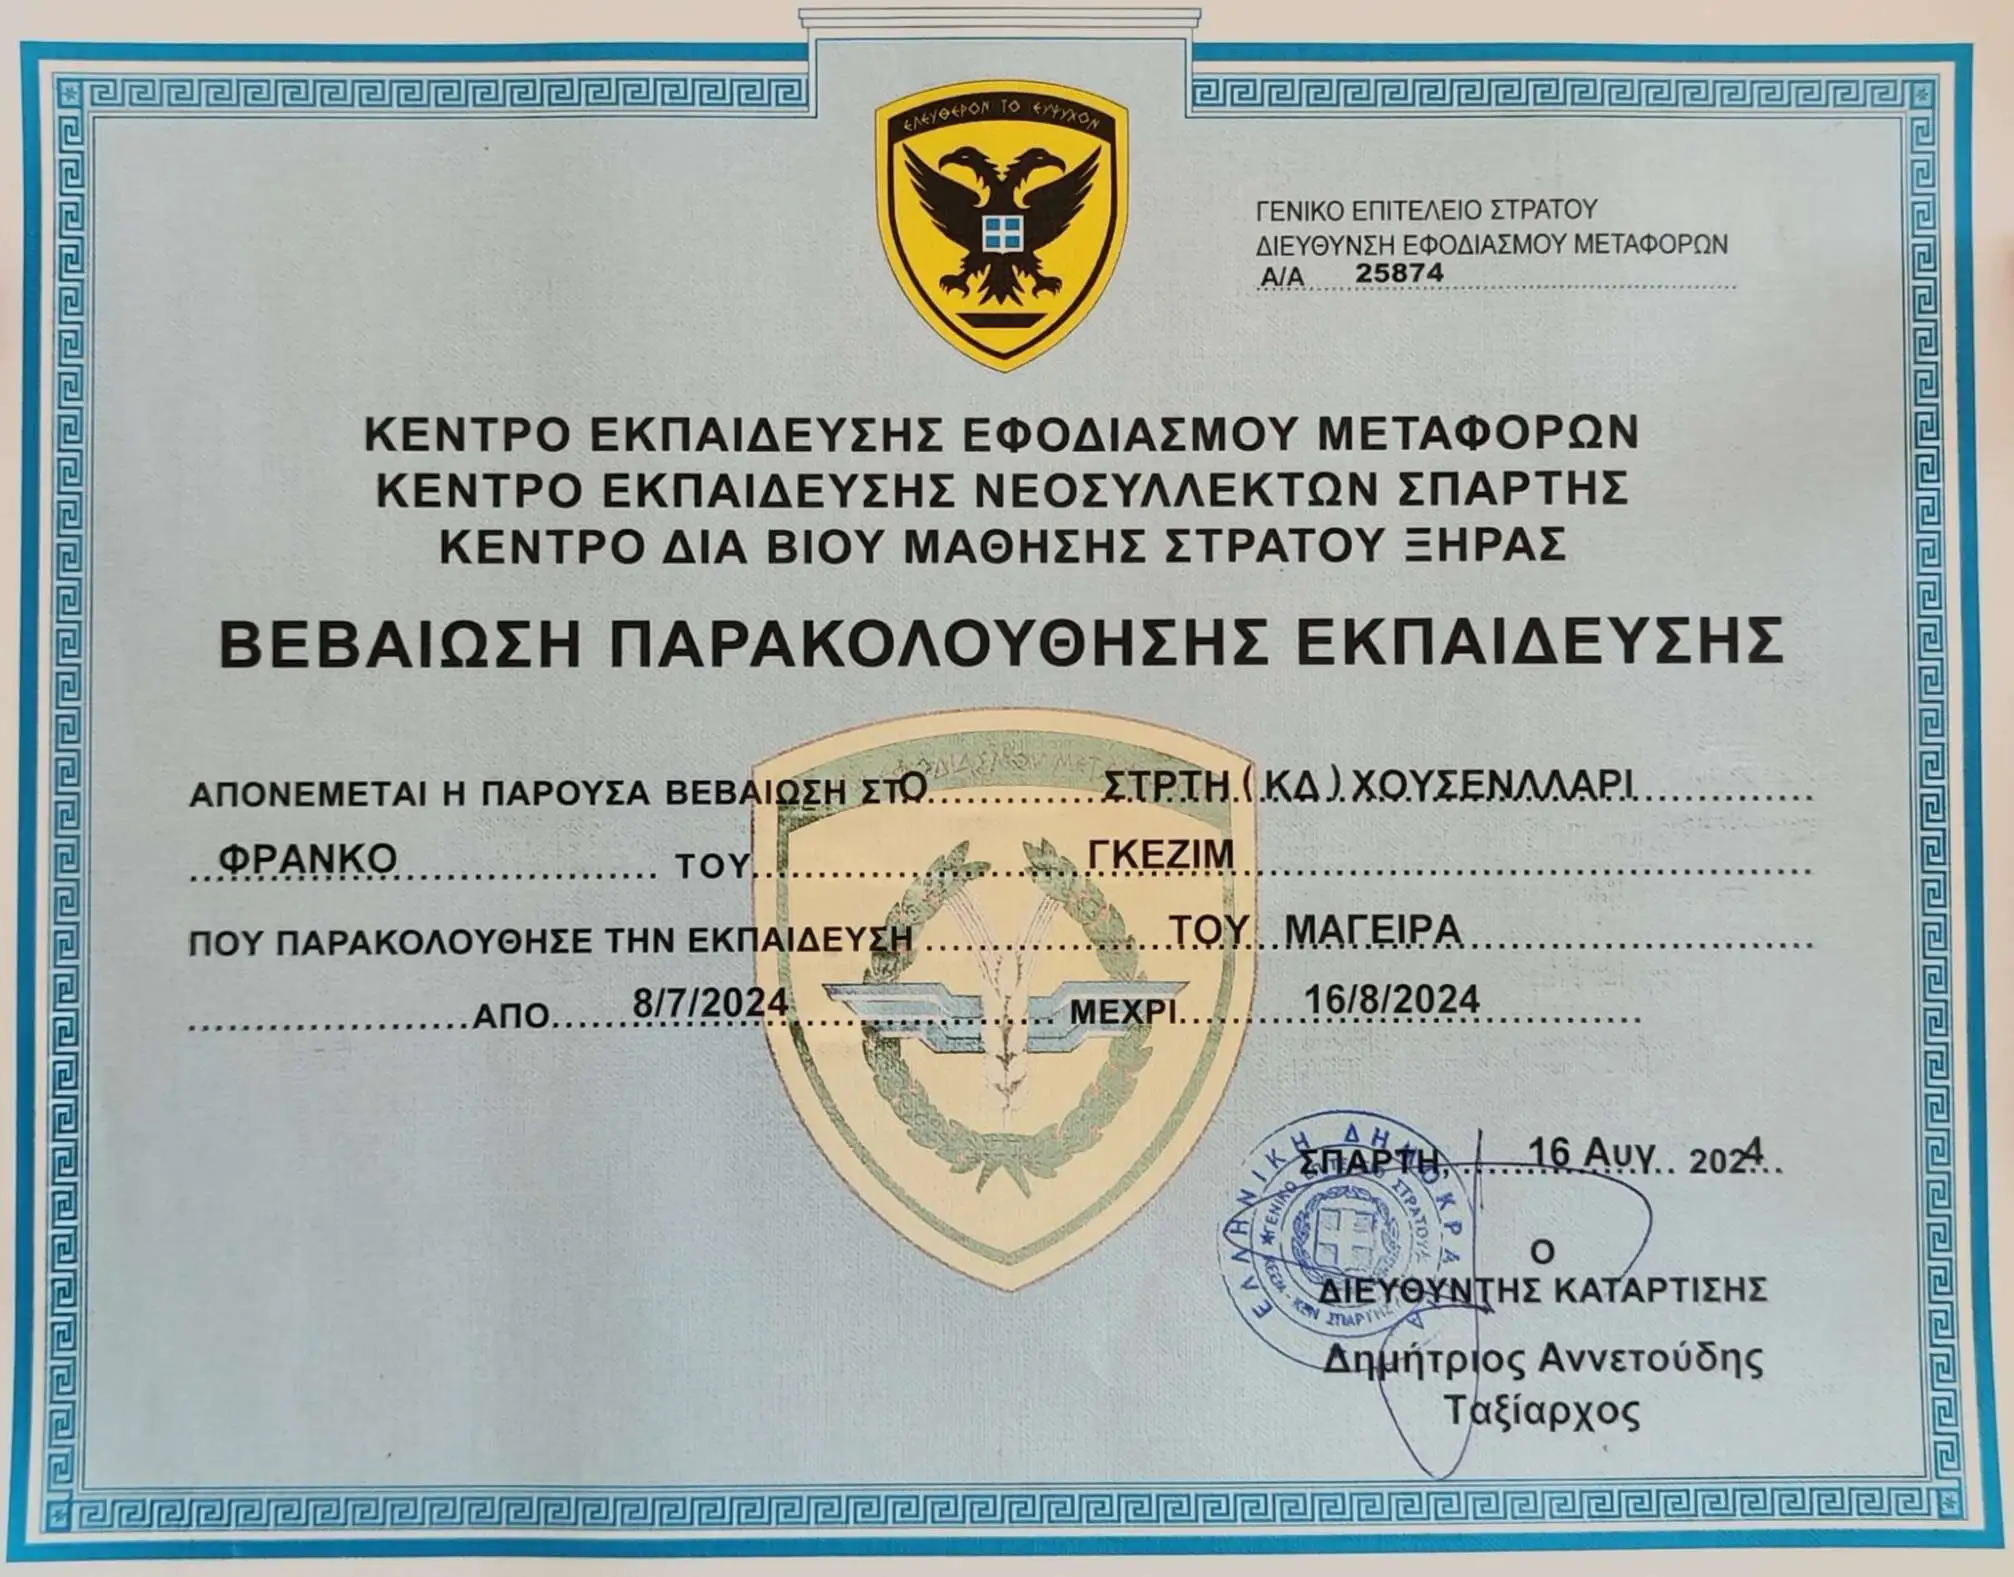 ΕΛΕΥΘΕΡΟΝ ΤΟ ΕΥΨΥΧΟΝ
ΓΕΝΙΚΟ ΕΠΙΤΕΛΕΙΟ ΣΤΡΑΤΟΥ
ΔΙΕΥΘΥΝΣΗ ΕΦΟΔΙΑΣΜΟΥ ΜΕΤΑΦΟΡΩΝ
Α/Α 25874
ΚΕΝΤΡΟ ΕΚΠΑΙΔΕΥΣΗΣ ΕΦΟΔΙΑΣΜΟΥ ΜΕΤΑΦΟΡΩΝ
ΚΕΝΤΡΟ ΕΚΠΑΙΔΕΥΣΗΣ ΝΕΟΣΥΛΛΕΚΤΩΝ ΣΠΑΡΤΗΣ
ΚΕΝΤΡΟ ΔΙΑ ΒΙΟΥ ΜΑΘΗΣΗΣ ΣΤΡΑΤΟΥ ΞΗΡΑΣ
ΒΕΒΑΙΩΣΗ ΠΑΡΑΚΟΛΟΥΘΗΣΗΣ ΕΚΠΑΙΔΕΥΣΗΣ
ΑΠΟΝΕΜΕΤΑΙ Η ΠΑΡΟΥΣΑ ΒΕΒΑΙΩΣΗ ΣΤΟ ΣΤΡΤΗ (ΚΔ) ΧΟΥΣΕΝΛΛΑΡΙ
ΦΡΑΝΚΟ ΤΟΥ ΓΚΕΖΙΜ
ΠΟΥ ΠΑΡΑΚΟΛΟΥΘΗΣΕ ΤΗΝ ΕΚΠΑΙΔΕΥΣΗ ΤΟΥ ΜΑΓΕΙΡΑ
ΑΠΟ 8/7/2024 ΜΕΧΡΙ 16/8/2024
ΣΠΑΡΤΗ, 16 Αυγ 2024
ΕΛΛΗΝΙΚΗ ΔΗΜΟΚΡΑΤΙΑ
ΓΕΝΙΚΟ ΕΠΙΤΕΛΕΙΟ ΣΤΡΑΤΟΥ
ΣΠΑΡΤΗΣ
Ο
ΔΙΕΥΘΥΝΤΗΣ ΚΑΤΑΡΤΙΣΗΣ
Δημήτριος Αννετούδης
Ταξίαρχος